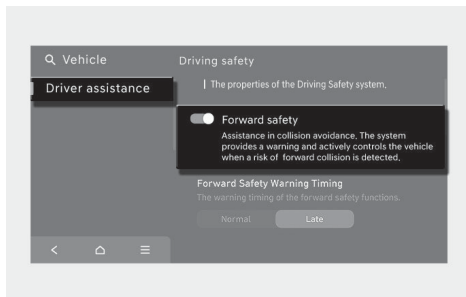 Vehicle
Driving safety
Driver assistance
The properties of the Driving Safety system.
Forward safety
Assistance in collision avoidance, The system
provides a warning and actively controls the vehicle
when a risk of forward collision is detected,
Forward Safety Warning Timing
The warning timing of the forward safety functions.
Normal
Late